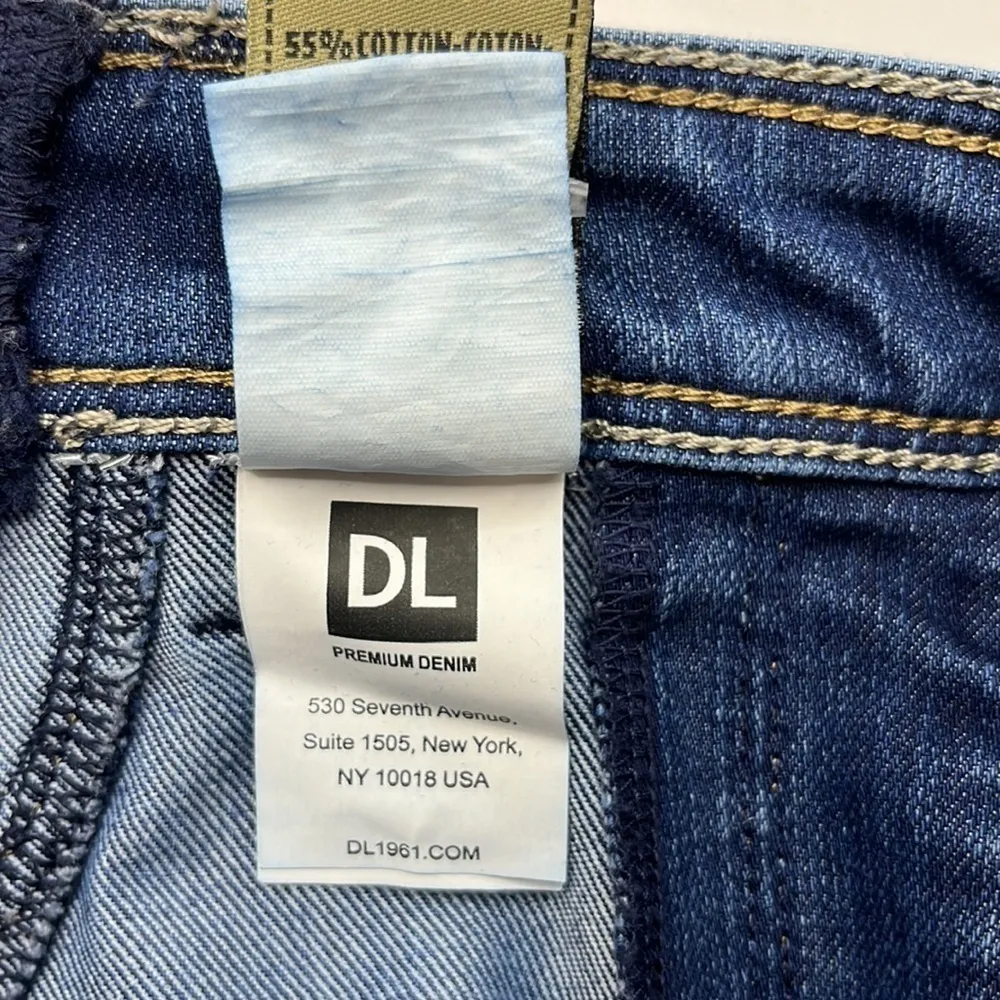 55% COTTON-COTON-
DL
PREMIUM DENIM
530 Seventh Avenue,
Suite 1505, New York,
NY 10018 USA
DL1961.COM